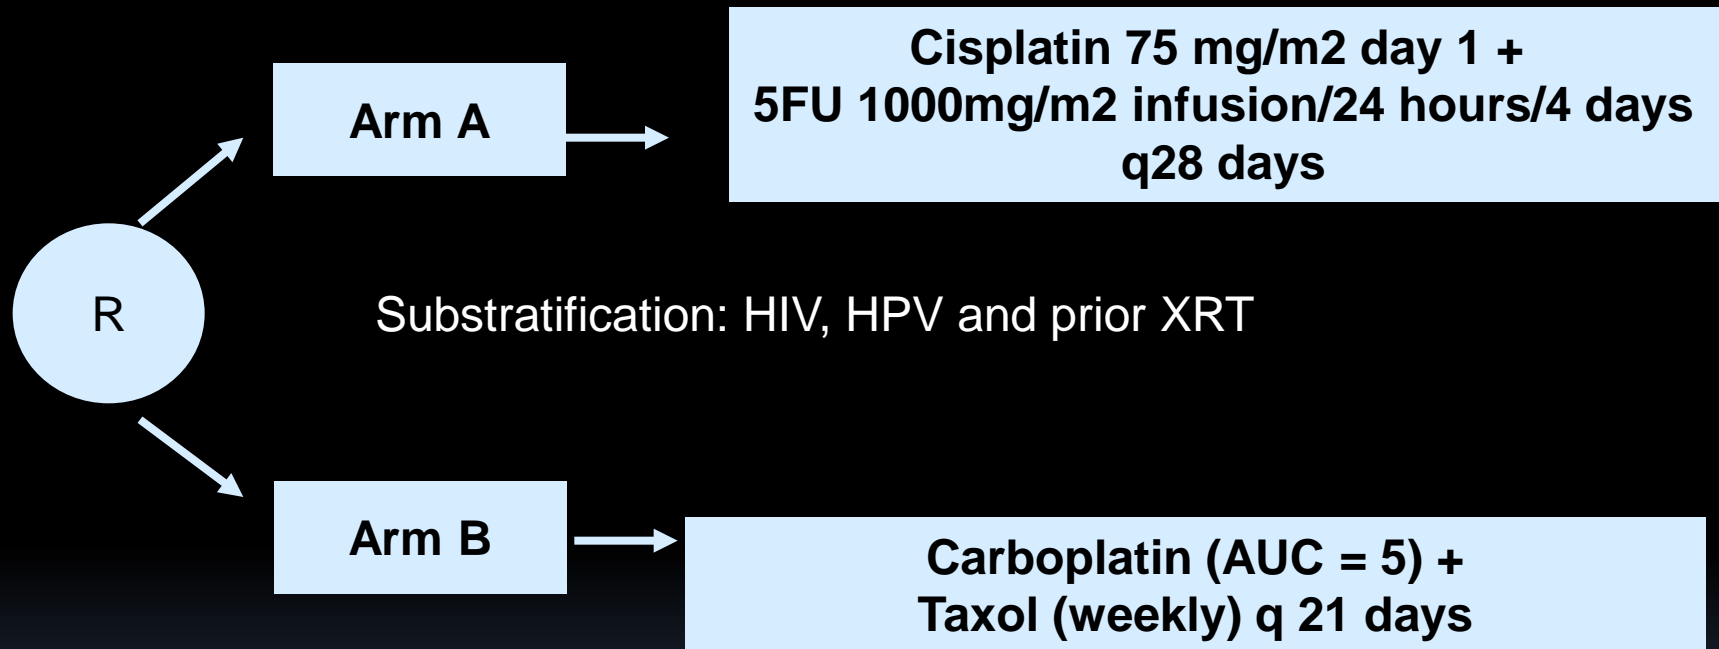 Cisplatin 75 mg/m2 day 1 +
5FU 1000mg/m2 infusion/24 hours/4 days
q28 days
Arm A
R
Substratification: HIV, HPV and prior XRT
Arm B
Carboplatin (AUC = 5) +
Taxol (weekly) q 21 days